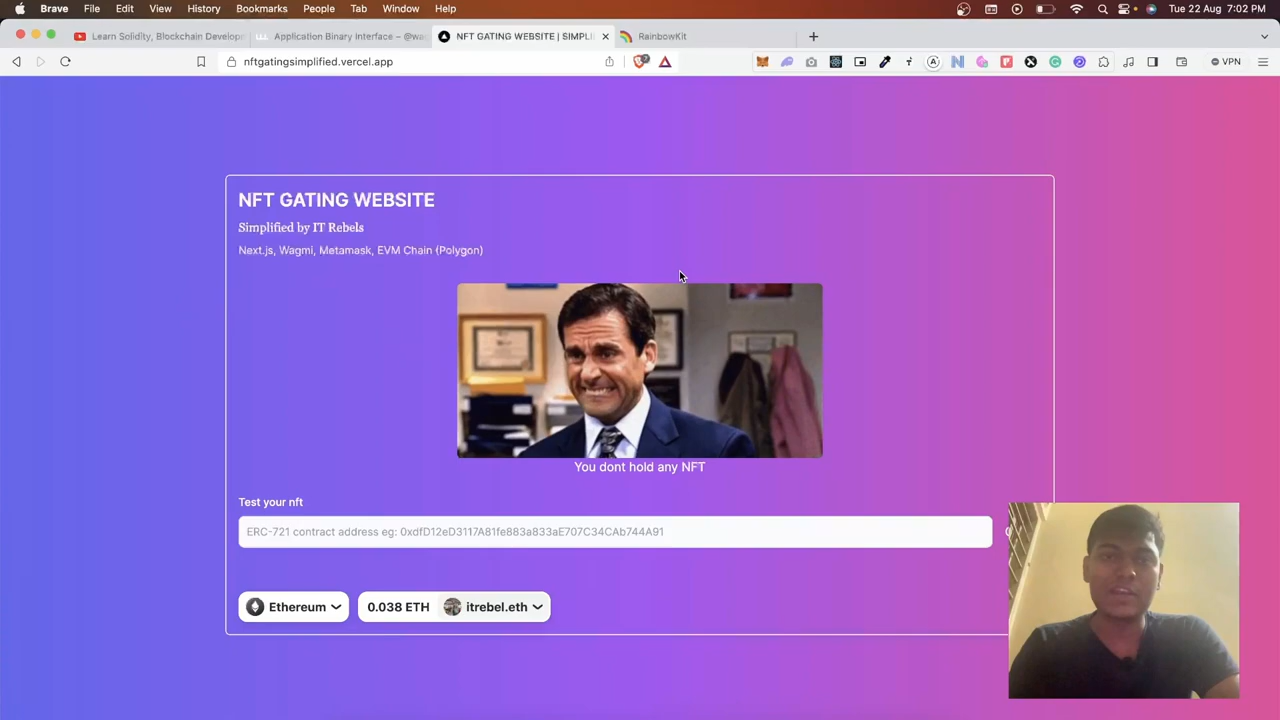 Brave File Edit View History Bookmarks People Tab Window Help Tue 22 Aug 7:02 PM
Learn Solidity, Blockchain Develop Application Binary Interface – @wag NFT GATING WEBSITE | SIMPLI RainbowKit
nftgatingsimplified.vercel.app VPN
NFT GATING WEBSITE
Simplified by IT Rebels
Next.js, Wagmi, Metamask, EVM Chain (Polygon)
You dont hold any NFT
Test your nft
ERC-721 contract address eg: 0xdfD12eD3117A81fe883a833aE707C34CAb744A91
Ethereum 0.038 ETH itrebel.eth